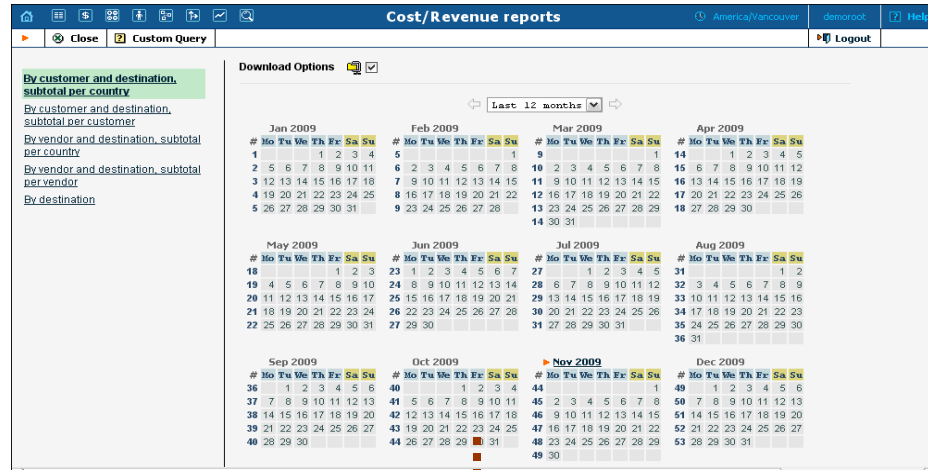 Cost/Revenue reports America/Vancouver demoroot Help
Close Custom Query Logout
Download Options
By customer and destination, subtotal per country
By customer and destination, subtotal per customer
By vendor and destination, subtotal per country
By vendor and destination, subtotal per vendor
By destination
Last 12 months
Jan 2009 Feb 2009 Mar 2009 Apr 2009
# Mo Tu We Th Fr Sa Su # Mo Tu We Th Fr Sa Su # Mo Tu We Th Fr Sa Su # Mo Tu We Th Fr Sa Su
1 1 2 3 4 5 1 9 1 14 1 2 3 4 5
2 5 6 7 8 9 10 11 6 2 3 4 5 6 7 8 10 2 3 4 5 6 7 8 15 6 7 8 9 10 11 12
3 12 13 14 15 16 17 18 7 9 10 11 12 13 14 15 11 9 10 11 12 13 14 15 16 13 14 15 16 17 18 19
4 19 20 21 22 23 24 25 8 16 17 18 19 20 21 22 12 16 17 18 19 20 21 22 17 20 21 22 23 24 25 26
5 26 27 28 29 30 31 9 23 24 25 26 27 28 13 23 24 25 26 27 28 29 18 27 28 29 30
14 30 31
May 2009 Jun 2009 Jul 2009 Aug 2009
# Mo Tu We Th Fr Sa Su # Mo Tu We Th Fr Sa Su # Mo Tu We Th Fr Sa Su # Mo Tu We Th Fr Sa Su
18 1 2 3 23 1 2 3 4 5 6 7 27 1 2 3 4 5 31 1 2
19 4 5 6 7 8 9 10 24 8 9 10 11 12 13 14 28 6 7 8 9 10 11 12 32 3 4 5 6 7 8 9
20 11 12 13 14 15 16 17 25 15 16 17 18 19 20 21 29 13 14 15 16 17 18 19 33 10 11 12 13 14 15 16
21 18 19 20 21 22 23 24 26 22 23 24 25 26 27 28 30 20 21 22 23 24 25 26 34 17 18 19 20 21 22 23
22 25 26 27 28 29 30 31 27 29 30 31 27 28 29 30 31 35 24 25 26 27 28 29 30
36 31
Sep 2009 Oct 2009 Nov 2009 Dec 2009
# Mo Tu We Th Fr Sa Su # Mo Tu We Th Fr Sa Su # Mo Tu We Th Fr Sa Su # Mo Tu We Th Fr Sa Su
36 1 2 3 4 5 6 40 1 2 3 4 44 1 49 1 2 3 4 5 6
37 7 8 9 10 11 12 13 41 5 6 7 8 9 10 11 45 2 3 4 5 6 7 8 50 7 8 9 10 11 12 13
38 14 15 16 17 18 19 20 42 12 13 14 15 16 17 18 46 9 10 11 12 13 14 15 51 14 15 16 17 18 19 20
39 21 22 23 24 25 26 27 43 19 20 21 22 23 24 25 47 16 17 18 19 20 21 22 52 21 22 23 24 25 26 27
40 28 29 30 44 26 27 28 29 31 48 23 24 25 26 27 28 29 53 28 29 30 31
49 30